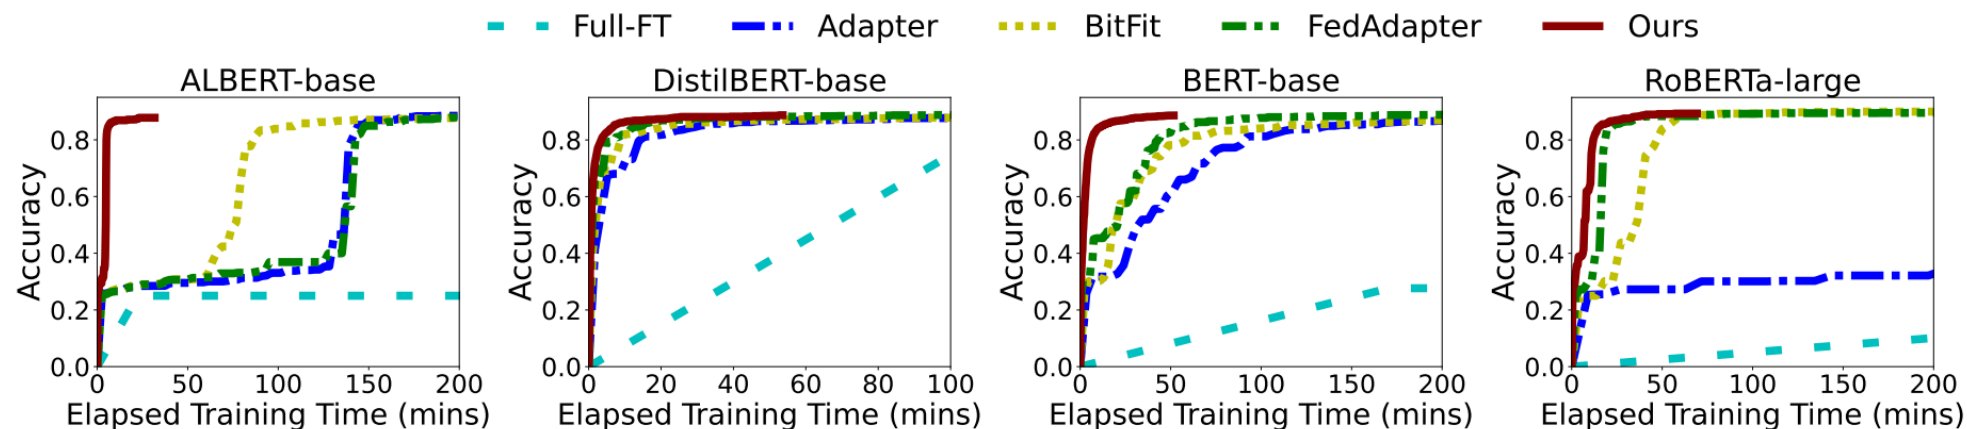 Full-FT Adapter BitFit FedAdapter Ours
ALBERT-base DistilBERT-base BERT-base RoBERTa-large
Accuracy Accuracy Accuracy Accuracy
0.8 0.8 0.8 0.8
0.6 0.6 0.6 0.6
0.4 0.4 0.4 0.4
0.2 0.2 0.2 0.2
0.0 0.0 0.0 0.0
0 50 100 150 200 0 20 40 60 80 100 0 50 100 150 200 0 50 100 150 200
Elapsed Training Time (mins) Elapsed Training Time (mins) Elapsed Training Time (mins) Elapsed Training Time (mins)